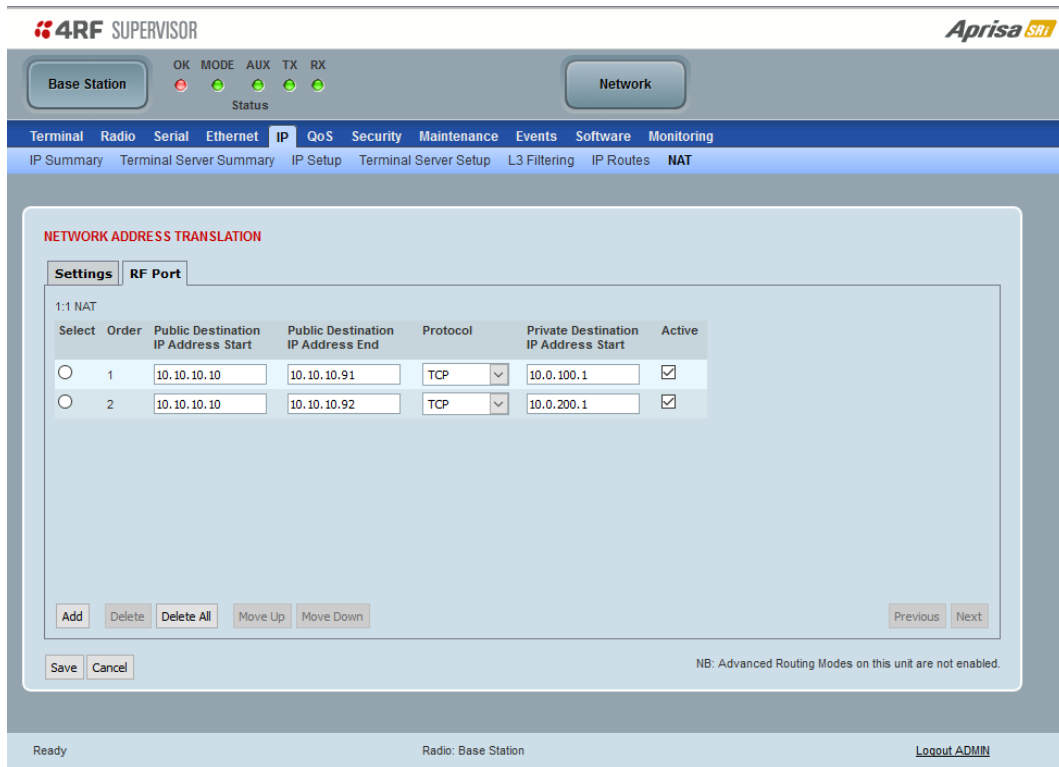 4RF SUPERVISOR
Aprisa SRi
Base Station
OK MODE AUX TX RX
Status
Network
Terminal Radio Serial Ethernet IP QoS Security Maintenance Events Software Monitoring
IP Summary Terminal Server Summary IP Setup Terminal Server Setup L3 Filtering IP Routes NAT
NETWORK ADDRESS TRANSLATION
Settings RF Port
1:1 NAT
Select Order Public Destination IP Address Start Public Destination IP Address End Protocol Private Destination IP Address Start Active
1 10.10.10.10 10.10.10.91 TCP 10.0.100.1
2 10.10.10.10 10.10.10.92 TCP 10.0.200.1
Add Delete Delete All Move Up Move Down Previous Next
Save Cancel
NB: Advanced Routing Modes on this unit are not enabled.
Ready Radio: Base Station Logout ADMIN